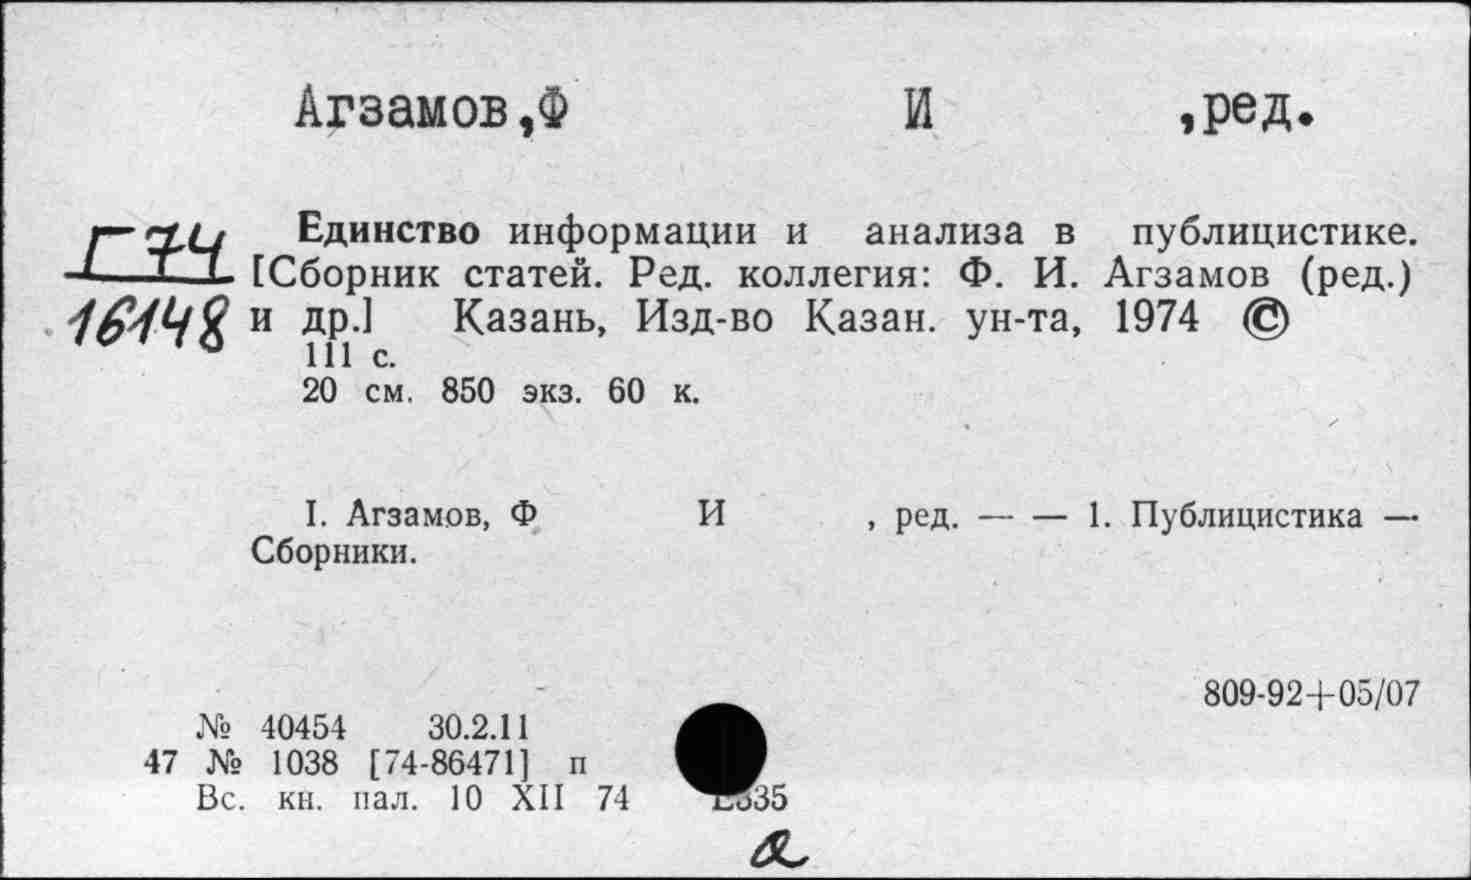 Агзамов,Ф И ,ред.
Г74
16148
Единство информации и анализа в публицистике.
[Сборник статей. Ред. коллегия: Ф. И. Агзамов (ред.)
и др.] Казань, Изд-во Казан. ун-та, 1974 ©
111 с.
20 см. 850 экз. 60 к.
I. Агзамов, Ф И , ред. — — 1. Публицистика —
Сборники.
809-92+05/07
№ 40454 30.2.11
47 № 1038 [74-86471] п
Вс. кн. пал. 10 XII 74